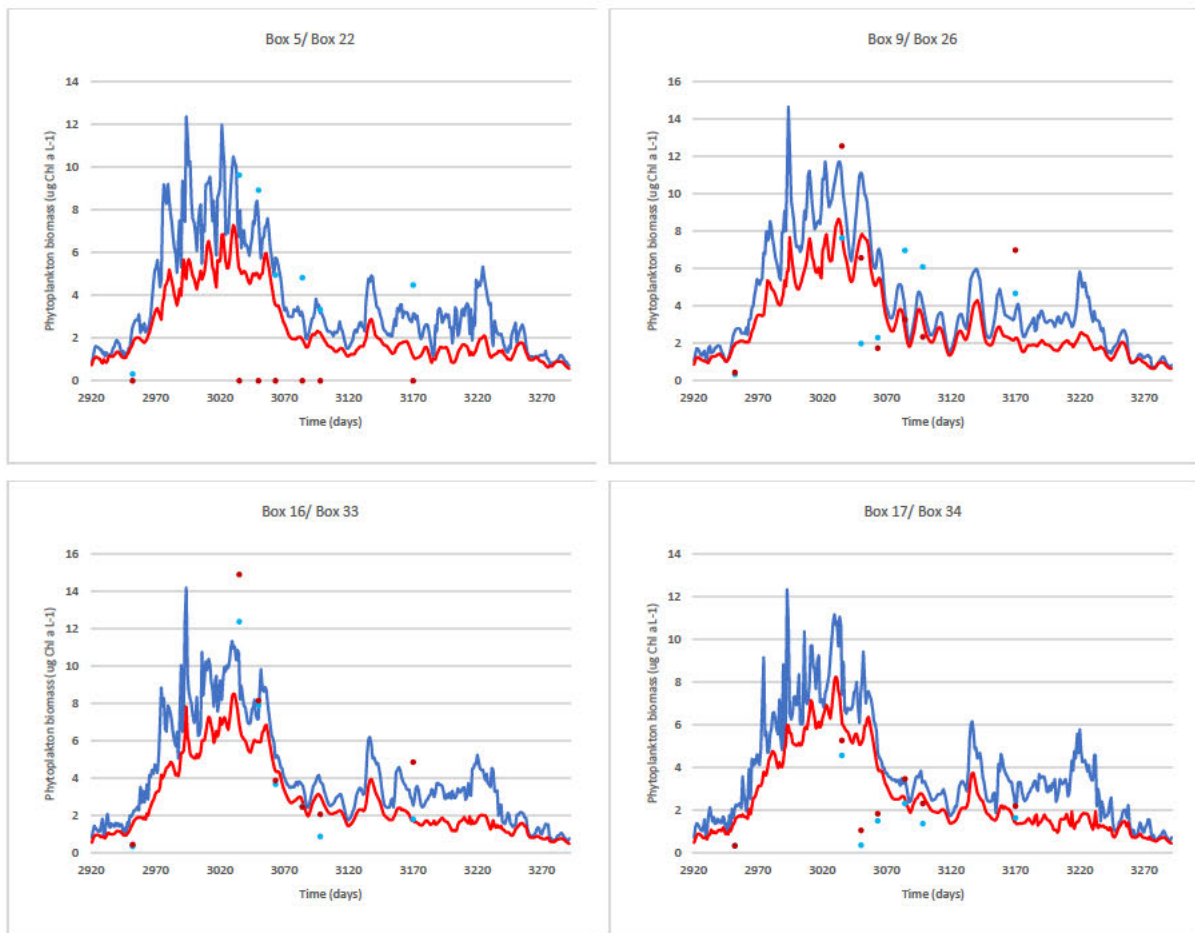 Box 5/ Box 22
Phytoplankton biomass (ug Chl a L-1)
14
12
10
8
6
4
2
0
2920 2970 3020 3070 3120 3170 3220 3270
Time (days)
Box 9/ Box 26
Phytoplankton biomass (ug Chl a L-1)
16
14
12
10
8
6
4
2
0
2920 2970 3020 3070 3120 3170 3220 3270
Time (days)
Box 16/ Box 33
Phytoplakton biomass (ug Chl a L-1)
16
14
12
10
8
6
4
2
0
2920 2970 3020 3070 3120 3170 3220 3270
Time (days)
Box 17/ Box 34
Phytoplankton biomass (ug Chl a L-1)
14
12
10
8
6
4
2
0
2920 2970 3020 3070 3120 3170 3220 3270
Time (days)